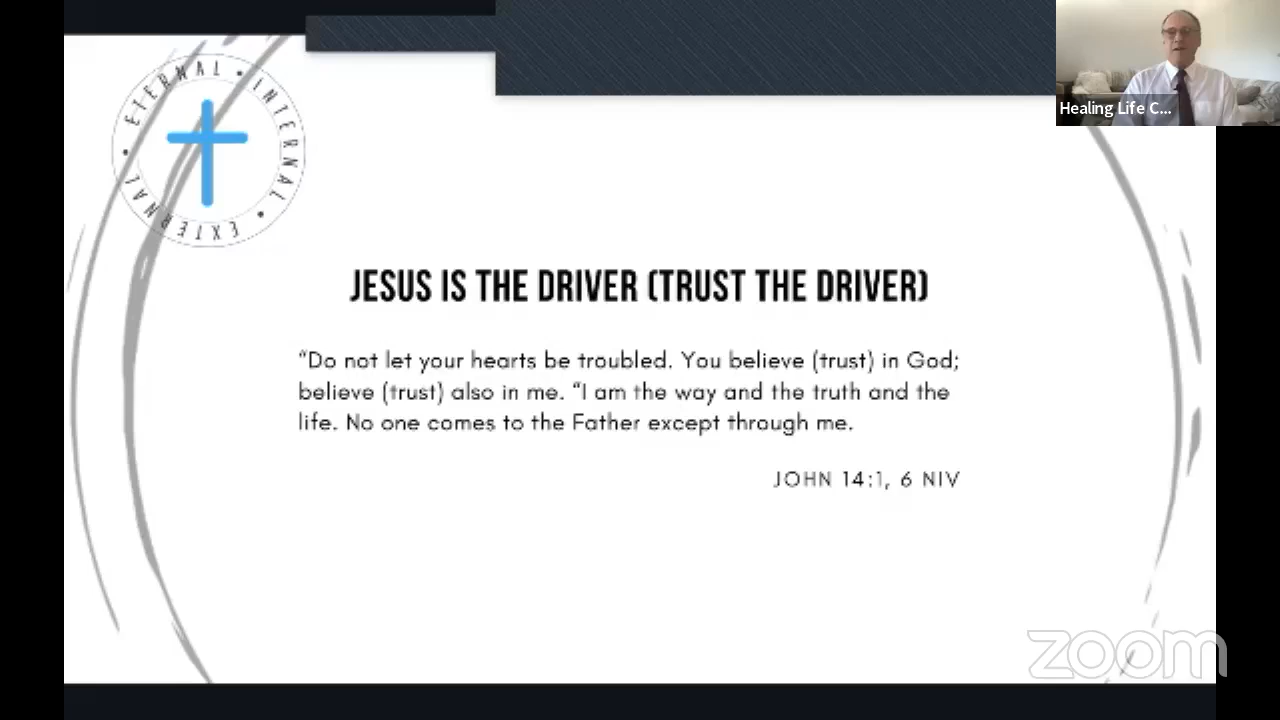 ETERNAL • INTERNAL • EXTERNAL •
Healing Life C...
JESUS IS THE DRIVER (TRUST THE DRIVER)
“Do not let your hearts be troubled. You believe (trust) in God;
believe (trust) also in me. “I am the way and the truth and the
life. No one comes to the Father except through me.
JOHN 14:1, 6 NIV
zoom